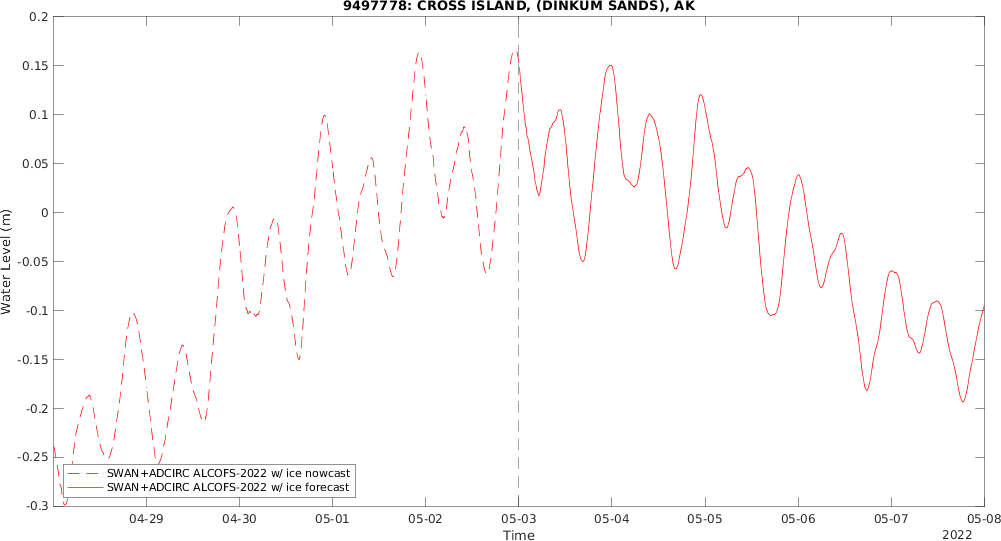 9497778: CROSS ISLAND, (DINKUM SANDS), AK
0.2
0.15
0.1
0.05
0
-0.05
-0.1
-0.15
-0.2
-0.25
-0.3
Water Level (m)
SWAN+ADCIRC ALCOFS-2022 w/ ice nowcast
SWAN+ADCIRC ALCOFS-2022 w/ ice forecast
04-29 04-30 05-01 05-02 05-03 05-04 05-05 05-06 05-07 05-08
Time
2022